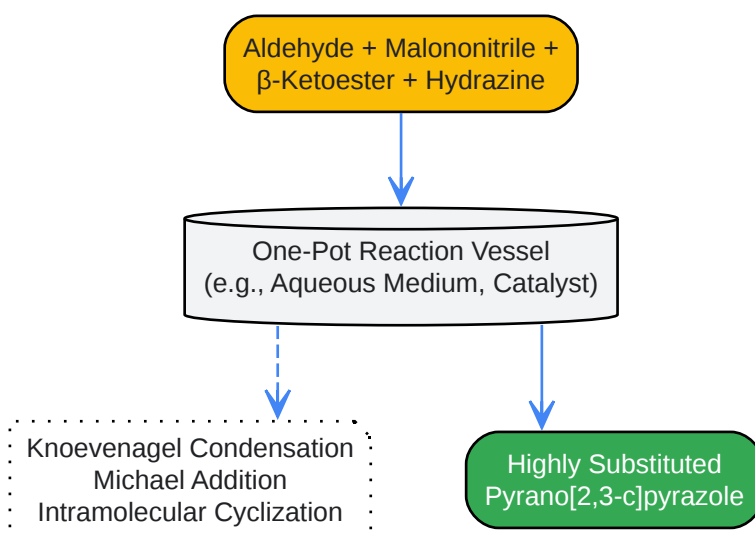 Aldehyde + Malononitrile +
β-Ketoester + Hydrazine
One-Pot Reaction Vessel
(e.g., Aqueous Medium, Catalyst)
Knoevenagel Condensation
Michael Addition
Intramolecular Cyclization
Highly Substituted
Pyrano[2,3-c]pyrazole